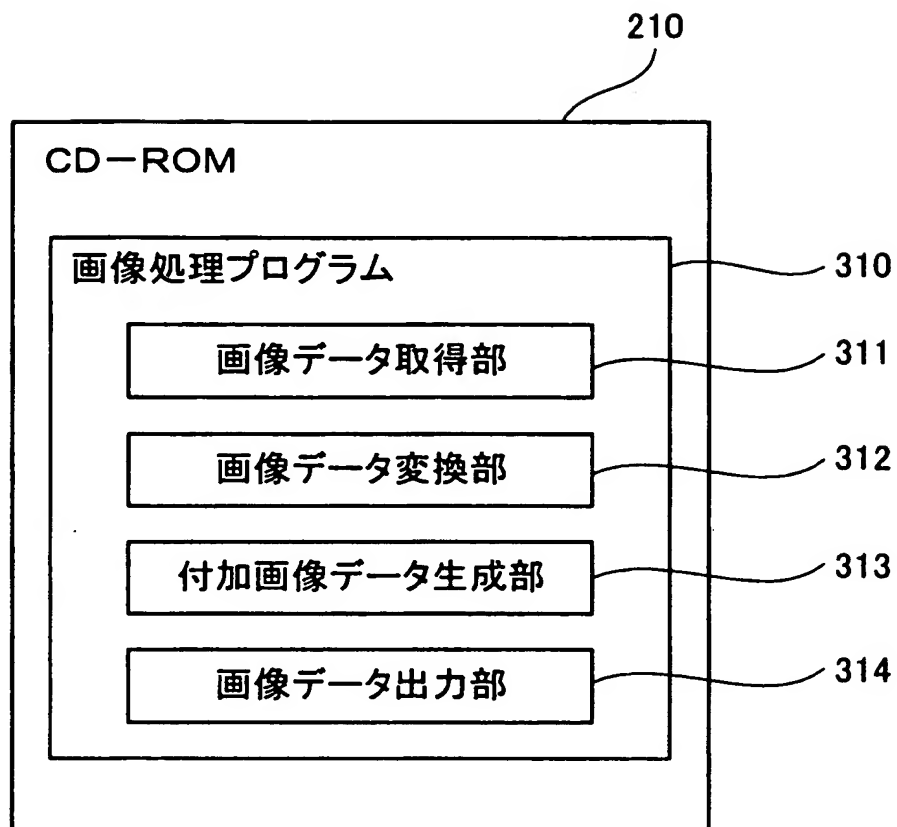 210
CD-ROM
画像処理プログラム
310
画像データ取得部
311
画像データ変換部
312
付加画像データ生成部
313
画像データ出力部
314